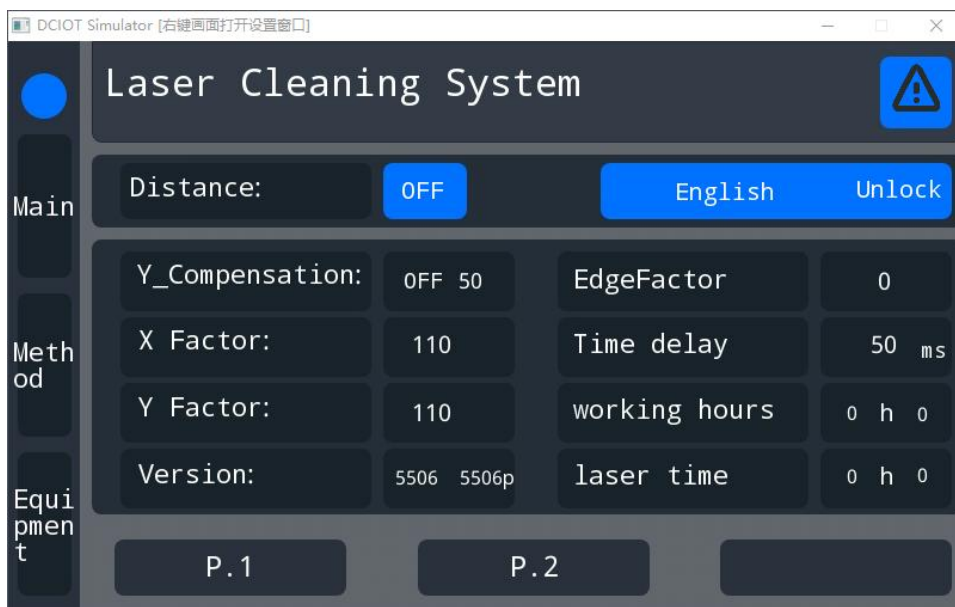 DCIOT Simulator [右键画面打开设置窗口]
Laser Cleaning System
Main
Distance: OFF English Unlock
Y_Compensation: OFF 50 EdgeFactor 0
Meth
od
X Factor: 110 Time delay 50 ms
Y Factor: 110 working hours 0 h 0
Equi
pmen
t
Version: 5506 5506p laser time 0 h 0
P.1 P.2